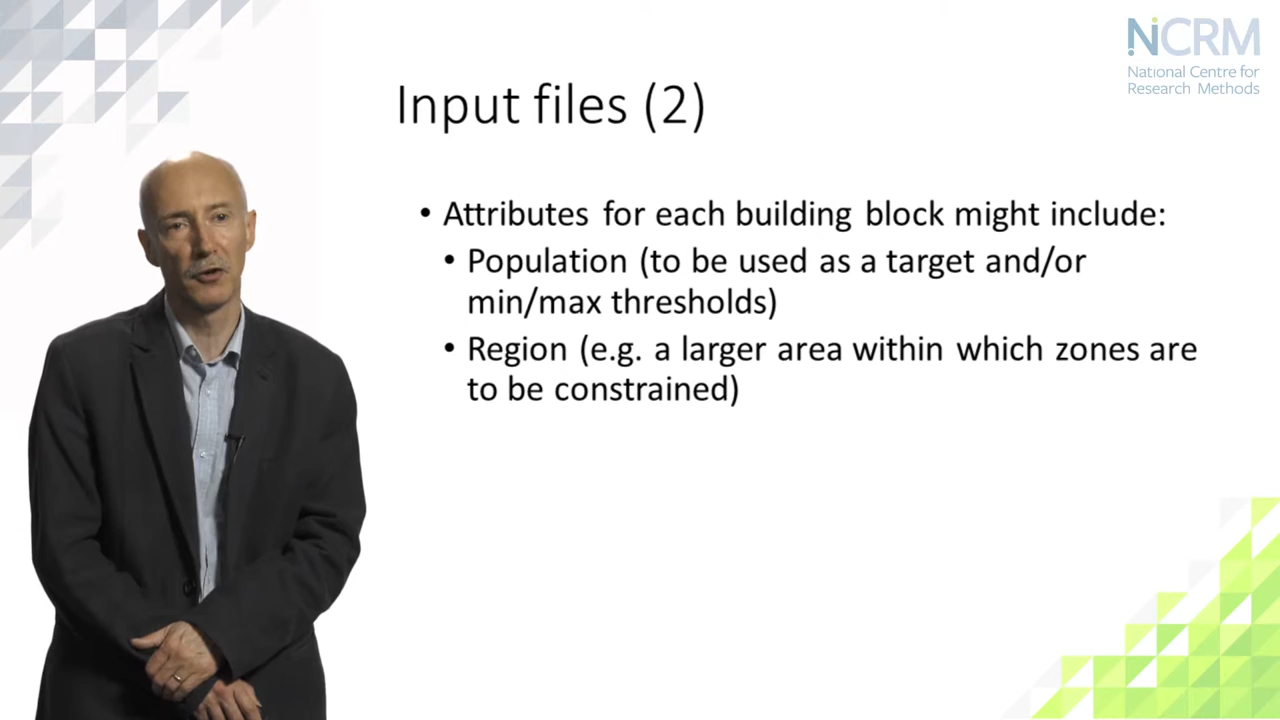 NCRM
National Centre for
Research Methods
Input files (2)
• Attributes for each building block might include:
• Population (to be used as a target and/or
min/max thresholds)
• Region (e.g. a larger area within which zones are
to be constrained)